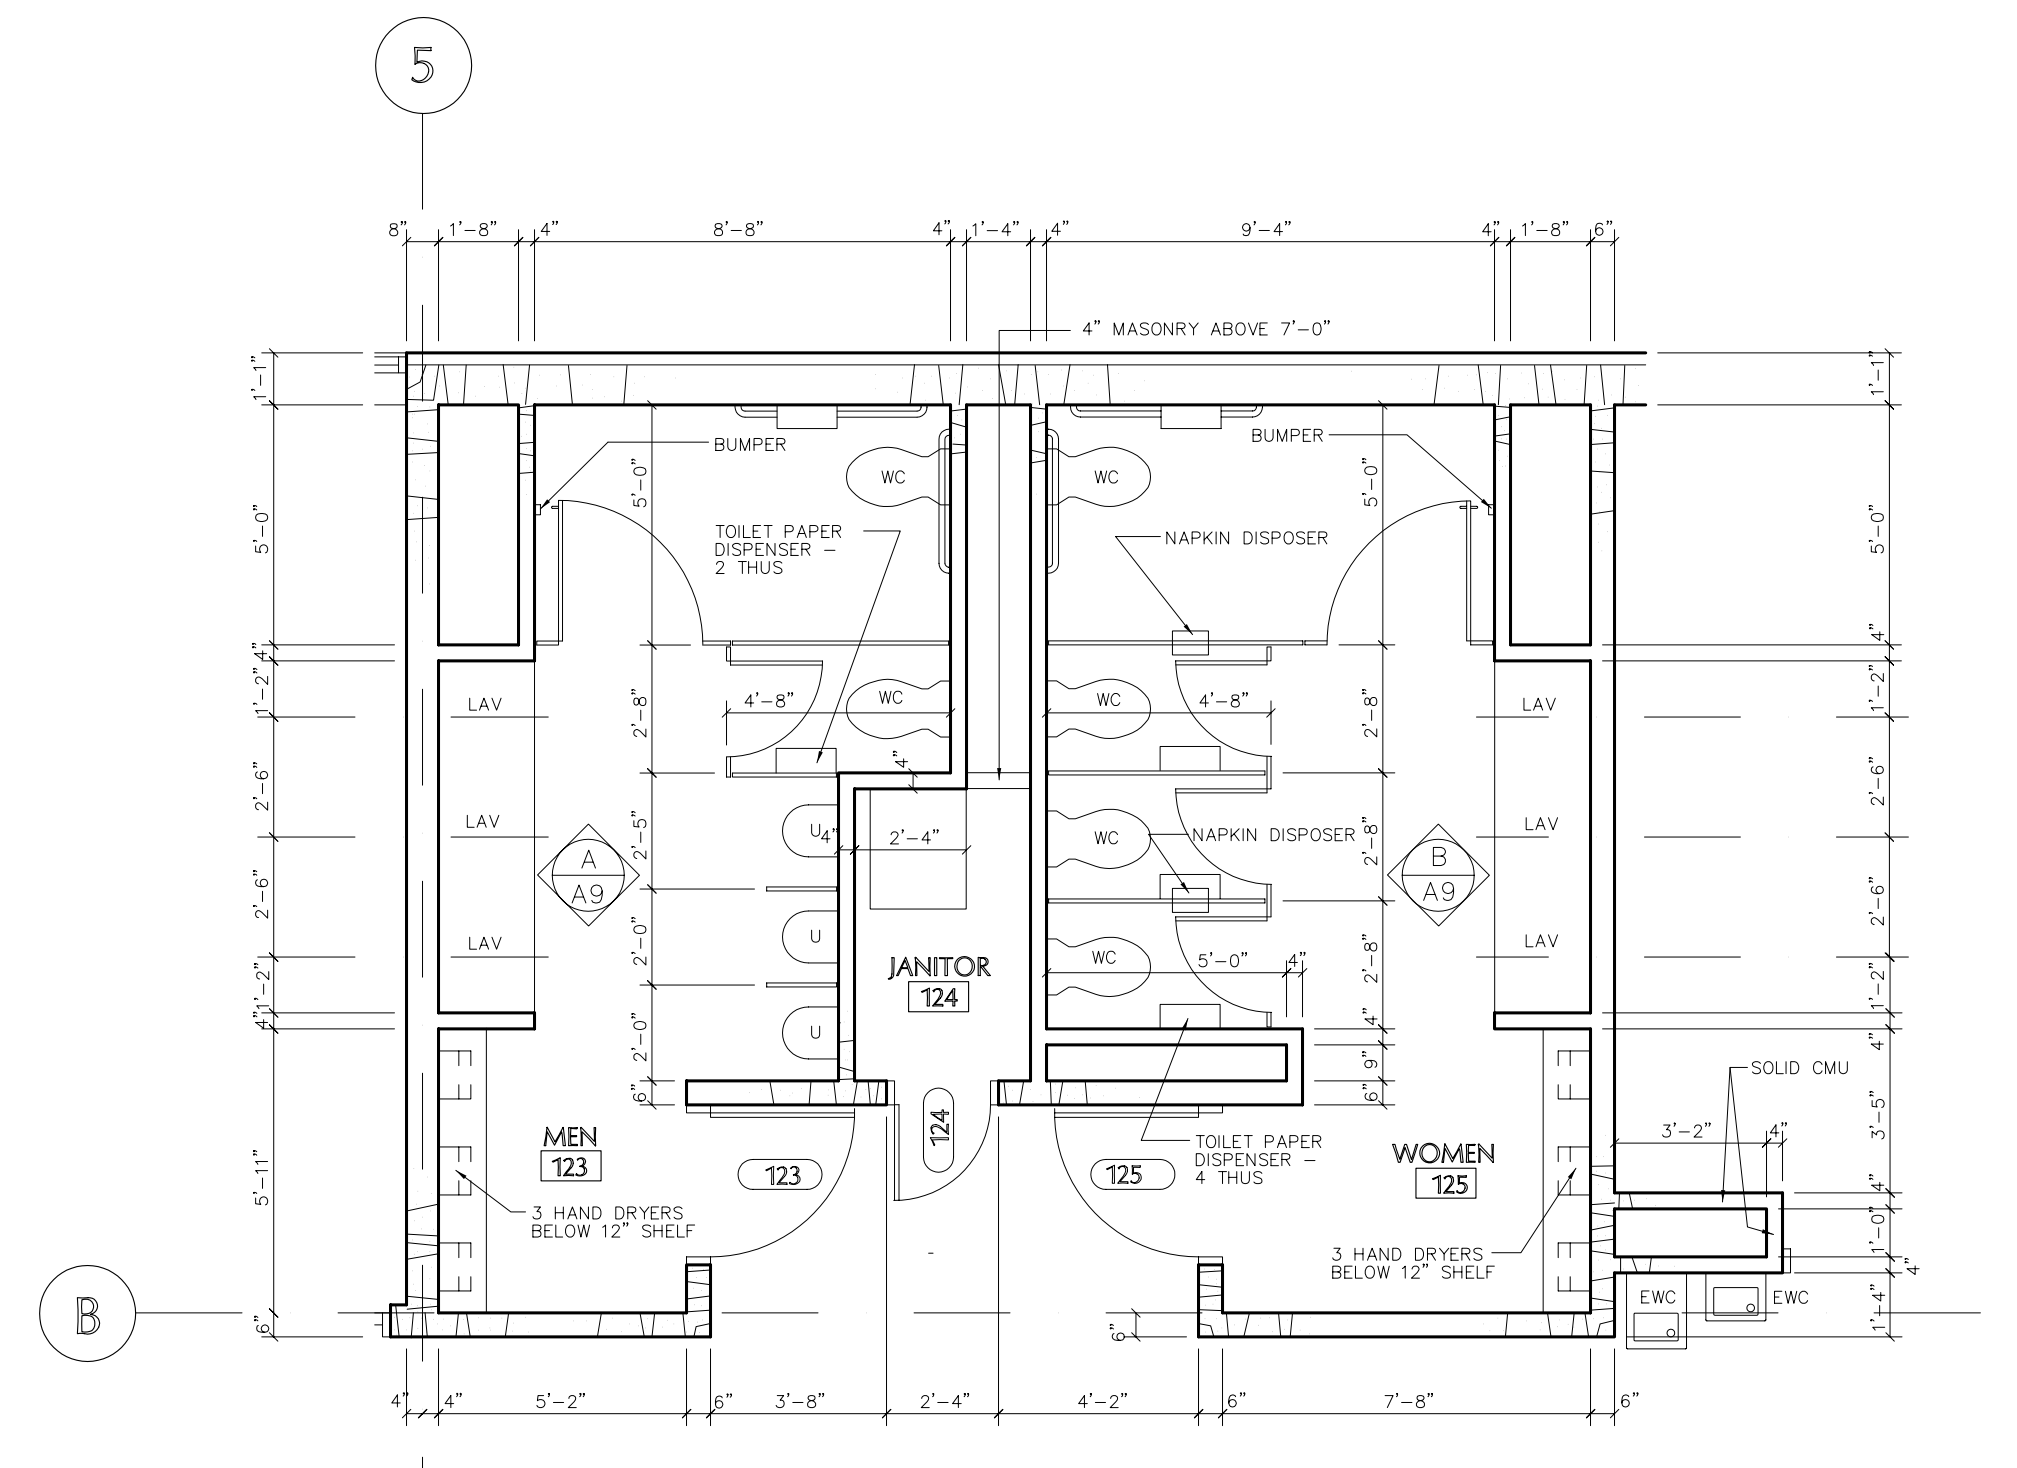 5
8" 1'-8" 4" 8'-8" 4" 1'-4" 4" 9'-4" 4" 1'-8" 6"
4" MASONRY ABOVE 7'-0"
1'-1" 1'-1"
BUMPER BUMPER
5'-0" WC WC 5'-0"
5'-0" 5'-0"
TOILET PAPER
DISPENSER –
2 THUS
NAPKIN DISPOSER
4" 4"
1'-2" LAV 2'-8" 4'-8" WC WC 4'-8" 2'-8" LAV 1'-2"
4"
2'-6" LAV 2'-5" U 4" 2'-4" WC NAPKIN DISPOSER 2'-8" LAV 2'-6"
A
A9
B
A9
2'-6" 2'-6"
LAV 2'-0" U WC 5'-0" 4" 2'-8" LAV
JANITOR
124
1'-2" 1'-2"
4" 2'-0" U 4" 4"
9"
SOLID CMU
6" 6"
124
3'-5"
MEN
123
123
TOILET PAPER
DISPENSER –
4 THUS
125
WOMEN
125
3'-2" 4"
5'-11" 4"
3 HAND DRYERS
BELOW 12" SHELF
1'-0"
3 HAND DRYERS
BELOW 12" SHELF
4"
EWC EWC
B
6" 6" 1'-4"
4" 4" 5'-2" 6" 3'-8" 2'-4" 4'-2" 6" 7'-8" 6"